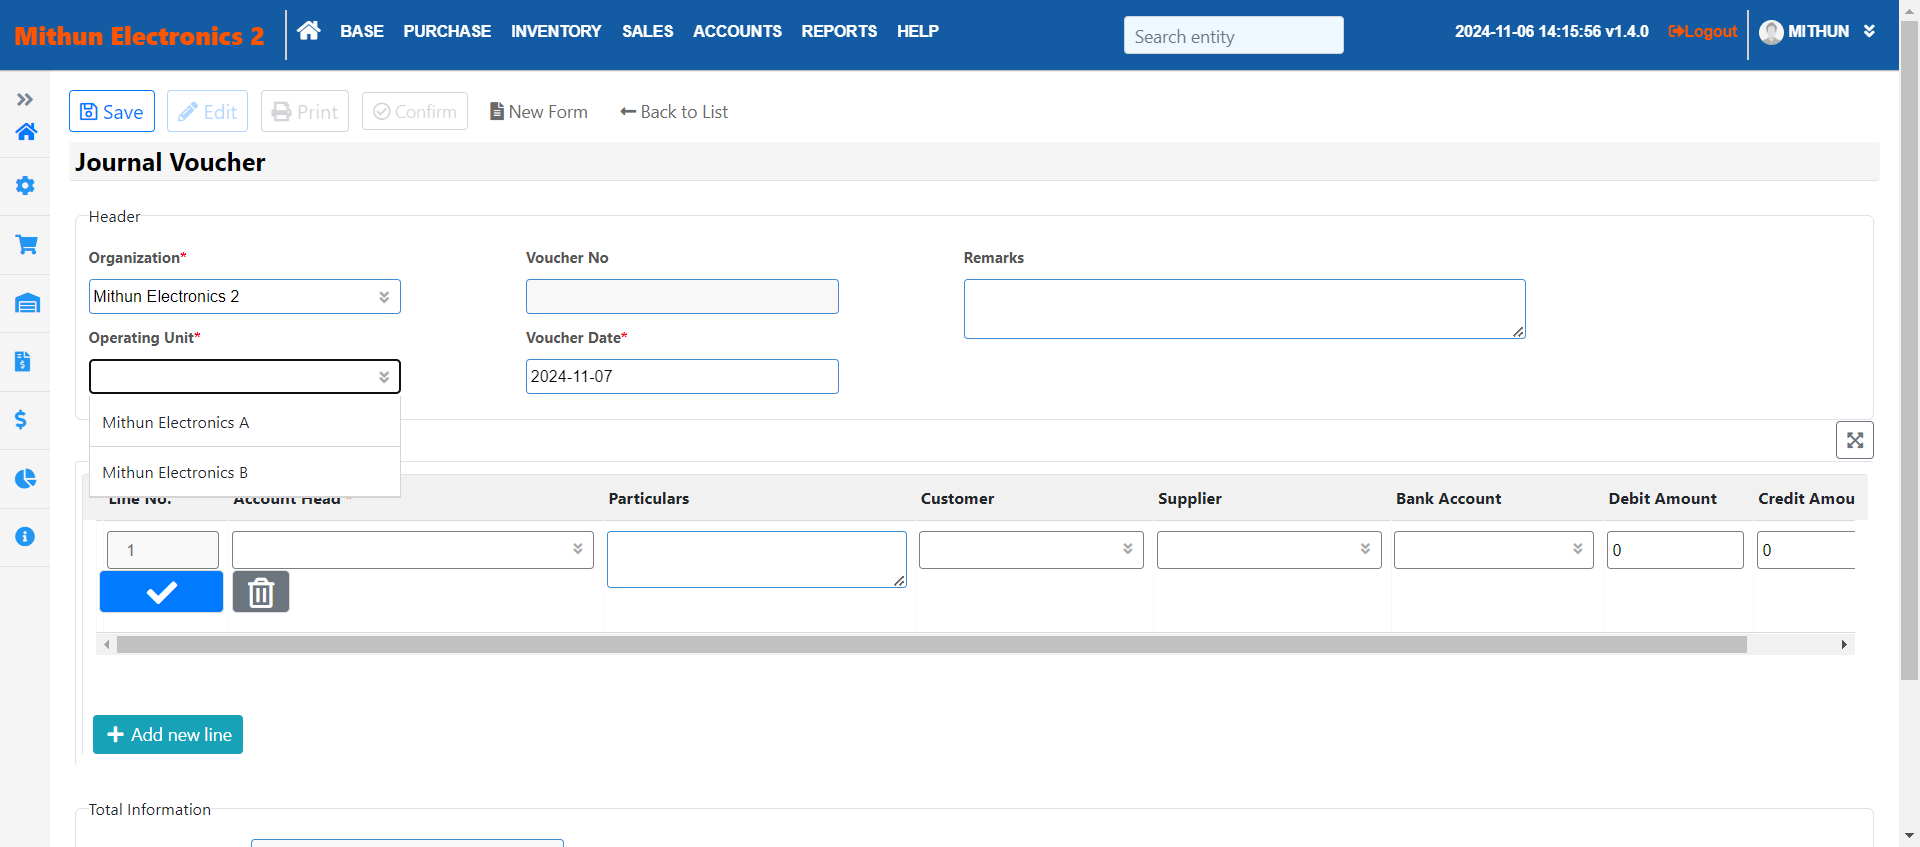 Mithun Electronics 2
BASE PURCHASE INVENTORY SALES ACCOUNTS REPORTS HELP
Search entity
2024-11-06 14:15:56 v1.4.0
Logout
MITHUN
Save
Edit
Print
Confirm
New Form
Back to List
Journal Voucher
Header
Organization*
Mithun Electronics 2
Operating Unit*
Mithun Electronics A
Mithun Electronics B
Voucher No
Voucher Date*
2024-11-07
Remarks
Line No. Account Head * Particulars Customer Supplier Bank Account Debit Amount Credit Amou
1 0 0
Add new line
Total Information